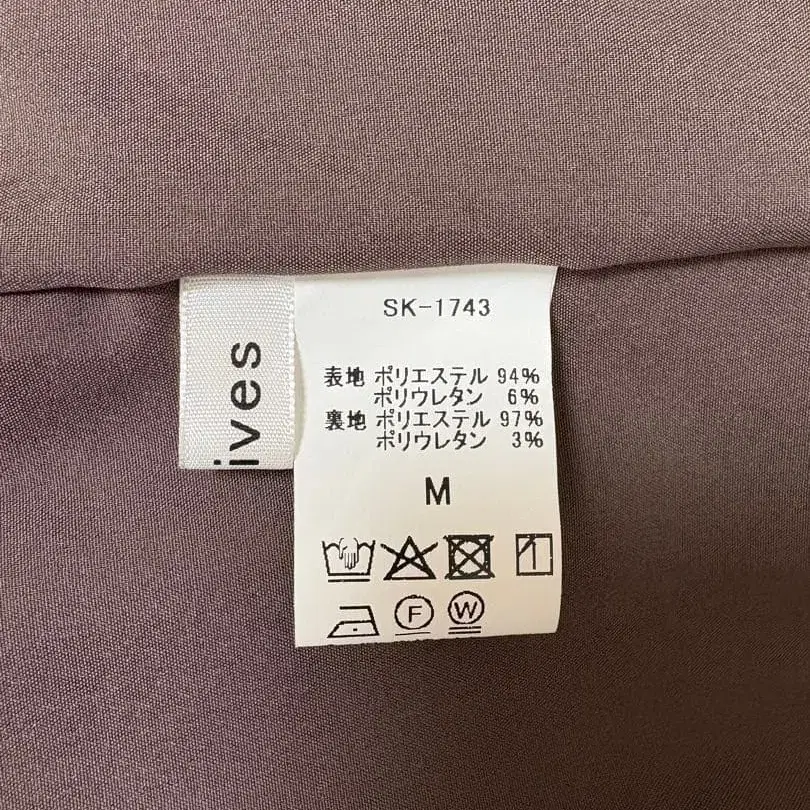 ives
SK-1743
表地 ポリエステル 94%
ポリウレタン 6%
裏地 ポリエステル 97%
ポリウレタン 3%
M
F W